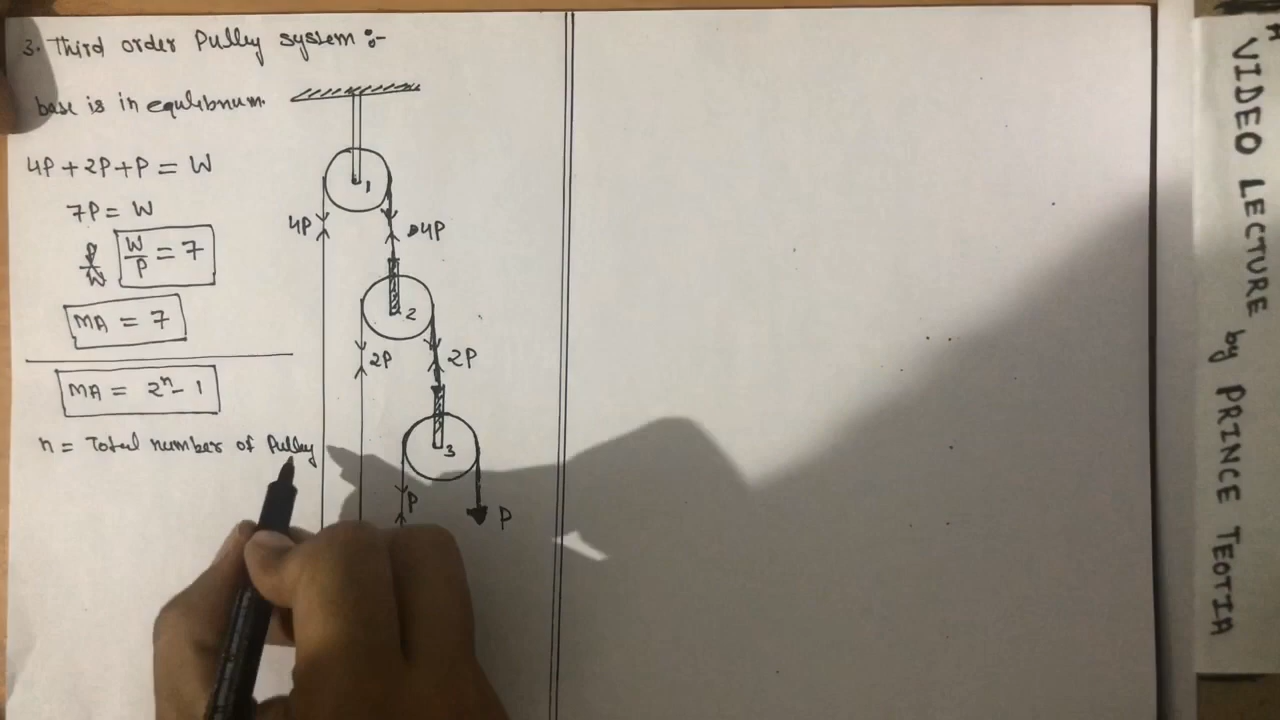 3. Third order Pulley system :-
base is in equlibrium.
4P + 2P + P = W
7P = W
P/W W/P = 7
MA = 7
MA = 2ⁿ - 1
n = Total number of Pulley
1
4P 4P
2
2P 2P
3
P P
VIDEO LECTURE by PRINCE TEOTIA